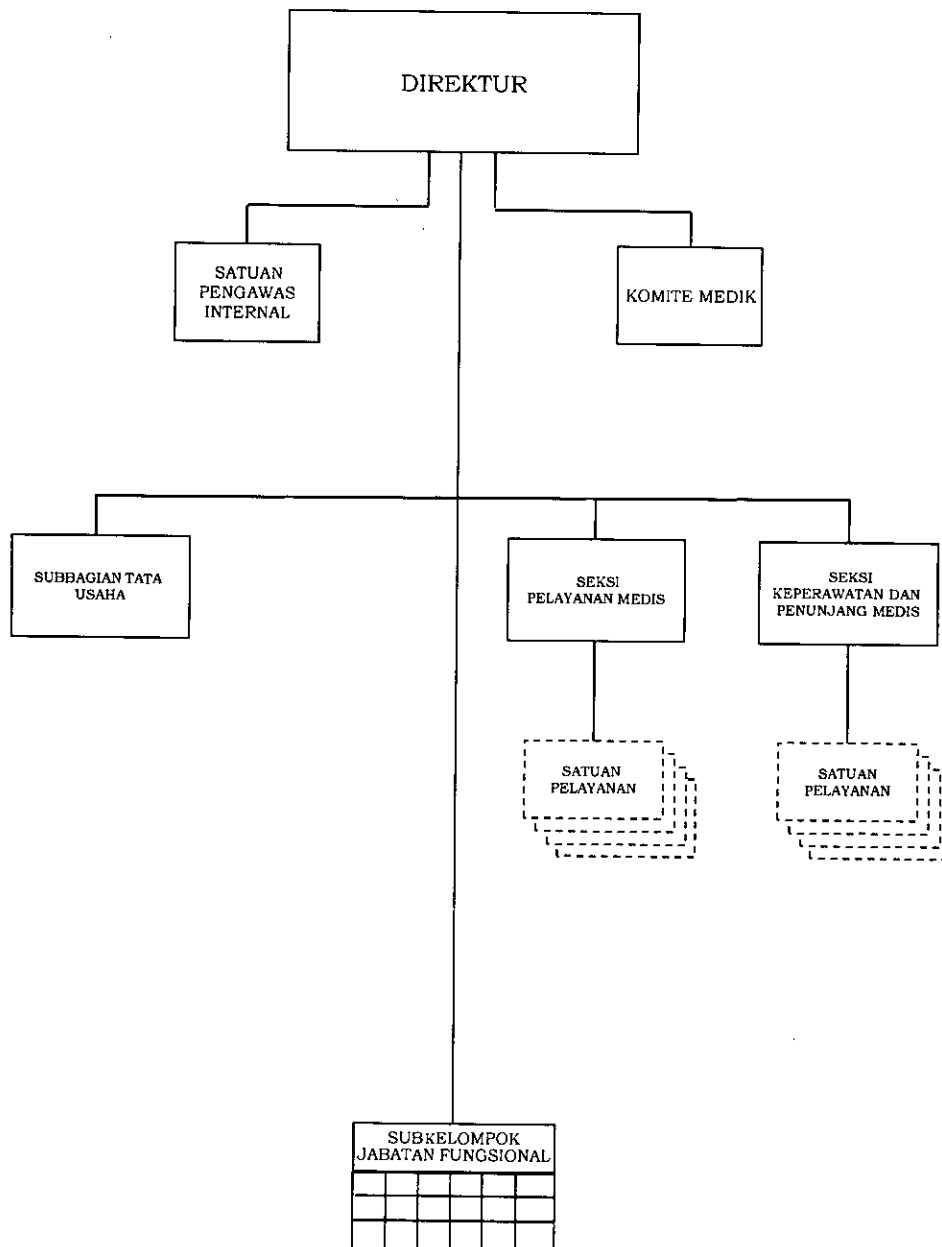 DIREKTUR
SATUAN
PENGAWAS
INTERNAL
KOMITE MEDIK
SUBBAGIAN TATA
USAHA
SEKSI
PELAYANAN MEDIS
SEKSI
KEPERAWATAN DAN
PENUNJANG MEDIS
SATUAN
PELAYANAN
SATUAN
PELAYANAN
SUBKELOMPOK
JABATAN FUNGSIONAL